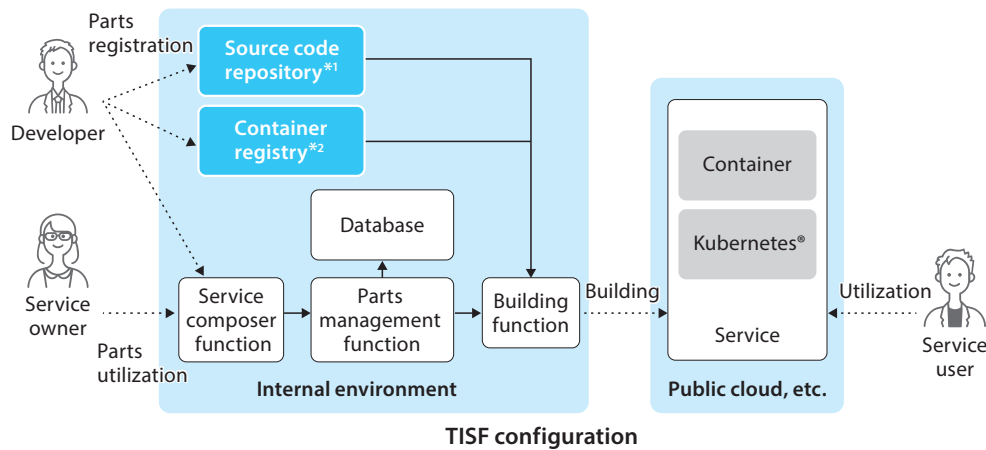 Parts
registration
Developer
Source code
repository*1
Container
registry*2
Database
Service
owner
Parts
utilization
Service
composer
function
Parts
management
function
Building
function
Internal environment
Building
Container
Kubernetes®
Service
Public cloud, etc.
Utilization
Service
user
TISF configuration